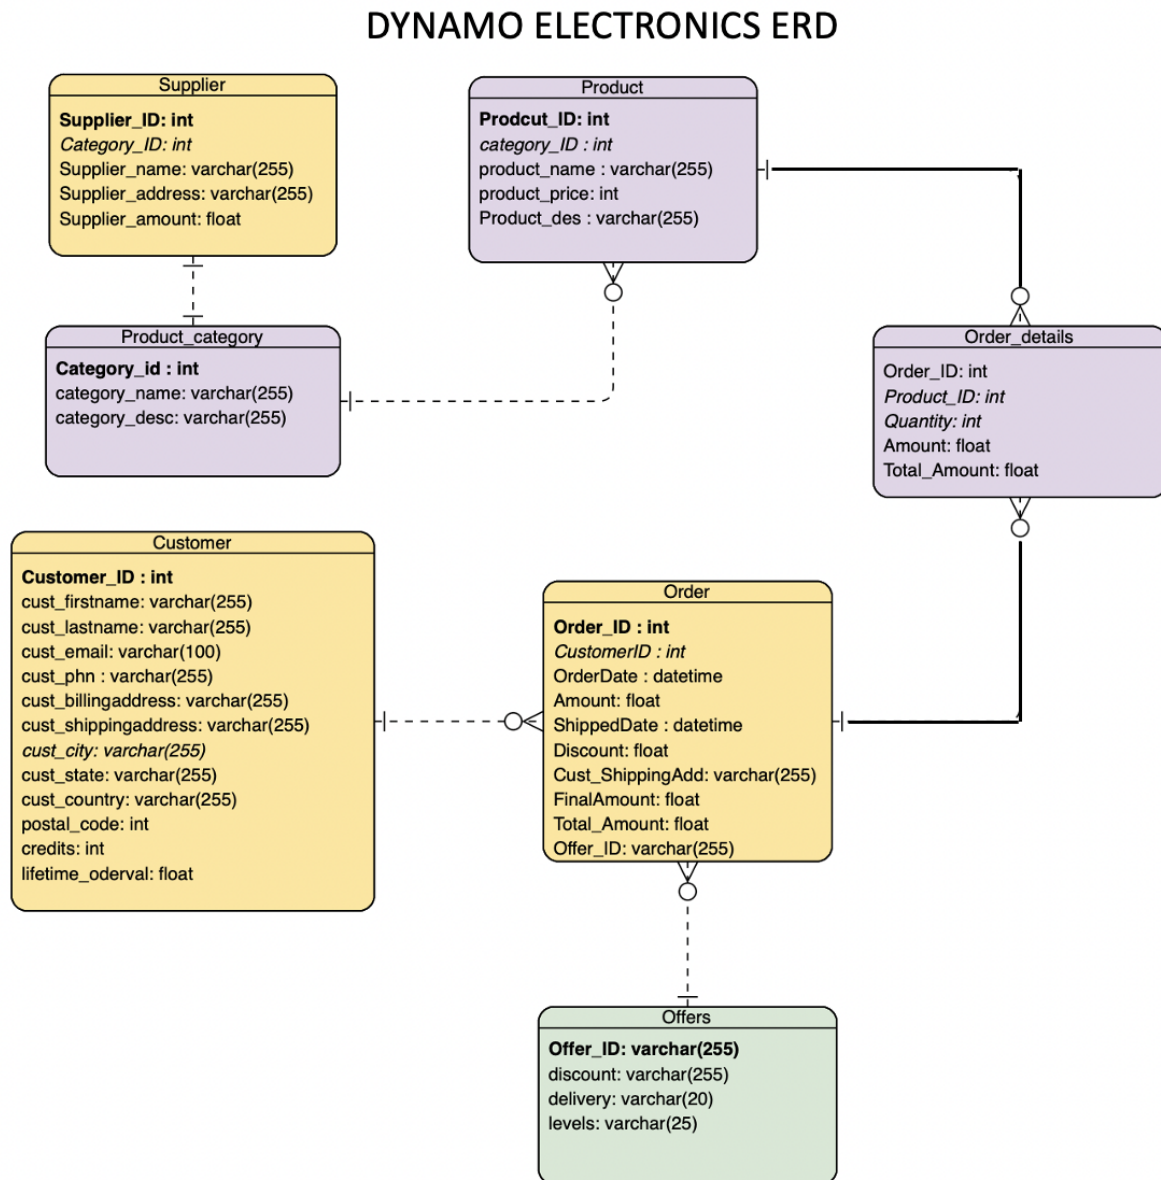 DYNAMO ELECTRONICS ERD
Supplier
Supplier_ID: int
Category_ID: int
Supplier_name: varchar(255)
Supplier_address: varchar(255)
Supplier_amount: float
Product
Prodcut_ID: int
category_ID : int
product_name : varchar(255)
product_price: int
Product_des : varchar(255)
Product_category
Category_id : int
category_name: varchar(255)
category_desc: varchar(255)
Order_details
Order_ID: int
Product_ID: int
Quantity: int
Amount: float
Total_Amount: float
Customer
Customer_ID : int
cust_firstname: varchar(255)
cust_lastname: varchar(255)
cust_email: varchar(100)
cust_phn : varchar(255)
cust_billingaddress: varchar(255)
cust_shippingaddress: varchar(255)
cust_city: varchar(255)
cust_state: varchar(255)
cust_country: varchar(255)
postal_code: int
credits: int
lifetime_oderval: float
Order
Order_ID : int
CustomerID : int
OrderDate : datetime
Amount: float
ShippedDate : datetime
Discount: float
Cust_ShippingAdd: varchar(255)
FinalAmount: float
Total_Amount: float
Offer_ID: varchar(255)
Offers
Offer_ID: varchar(255)
discount: varchar(255)
delivery: varchar(20)
levels: varchar(25)